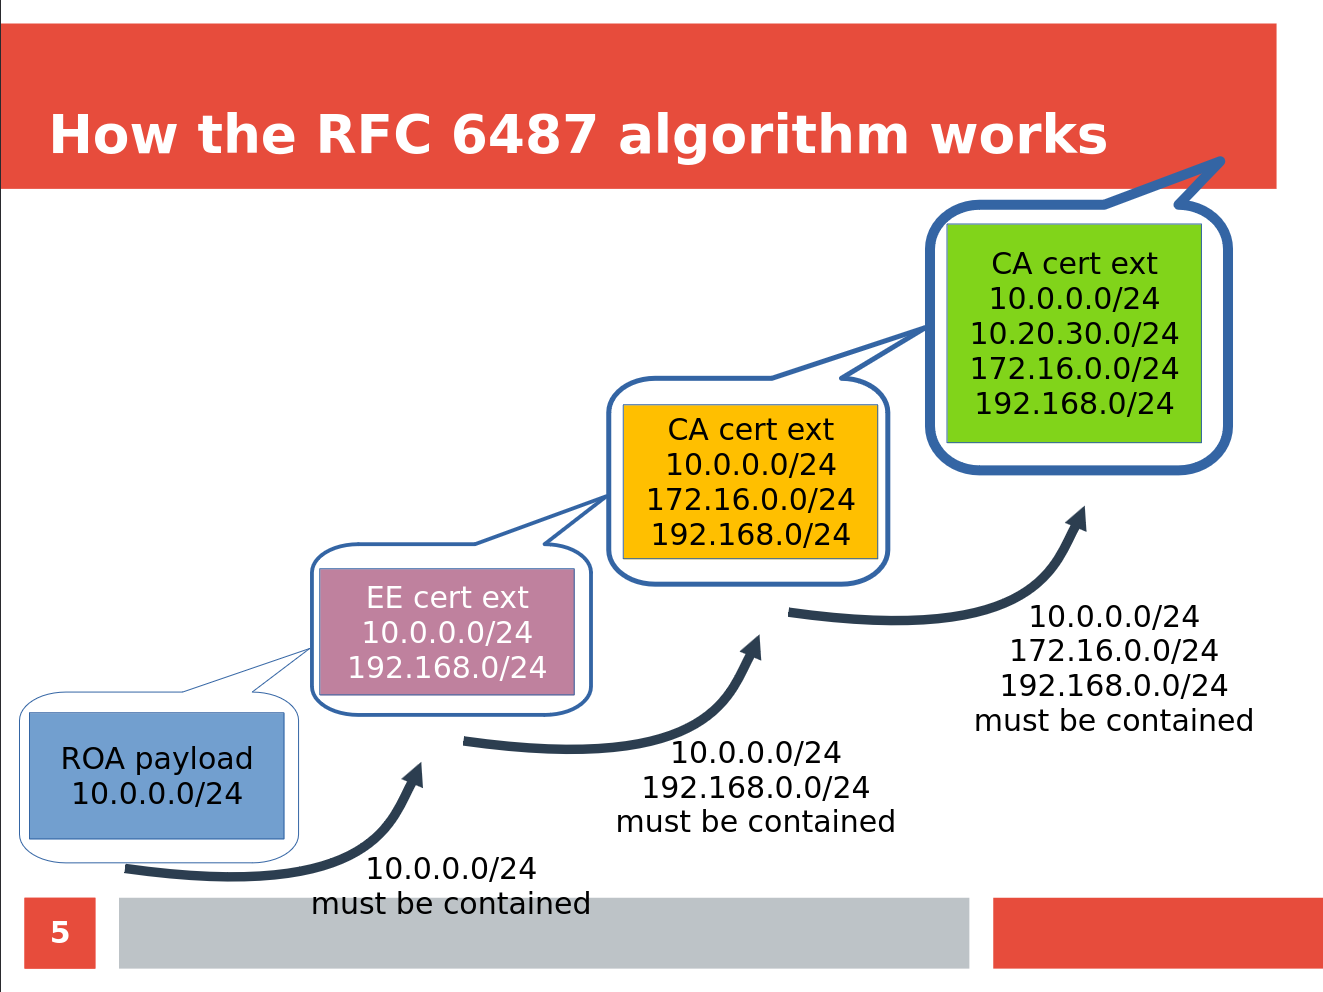 How the RFC 6487 algorithm works
CA cert ext
10.0.0.0/24
10.20.30.0/24
172.16.0.0/24
192.168.0/24
CA cert ext
10.0.0.0/24
172.16.0.0/24
192.168.0/24
EE cert ext
10.0.0.0/24
192.168.0/24
ROA payload
10.0.0.0/24
10.0.0.0/24
must be contained
10.0.0.0/24
192.168.0.0/24
must be contained
10.0.0.0/24
172.16.0.0/24
192.168.0.0/24
must be contained
5